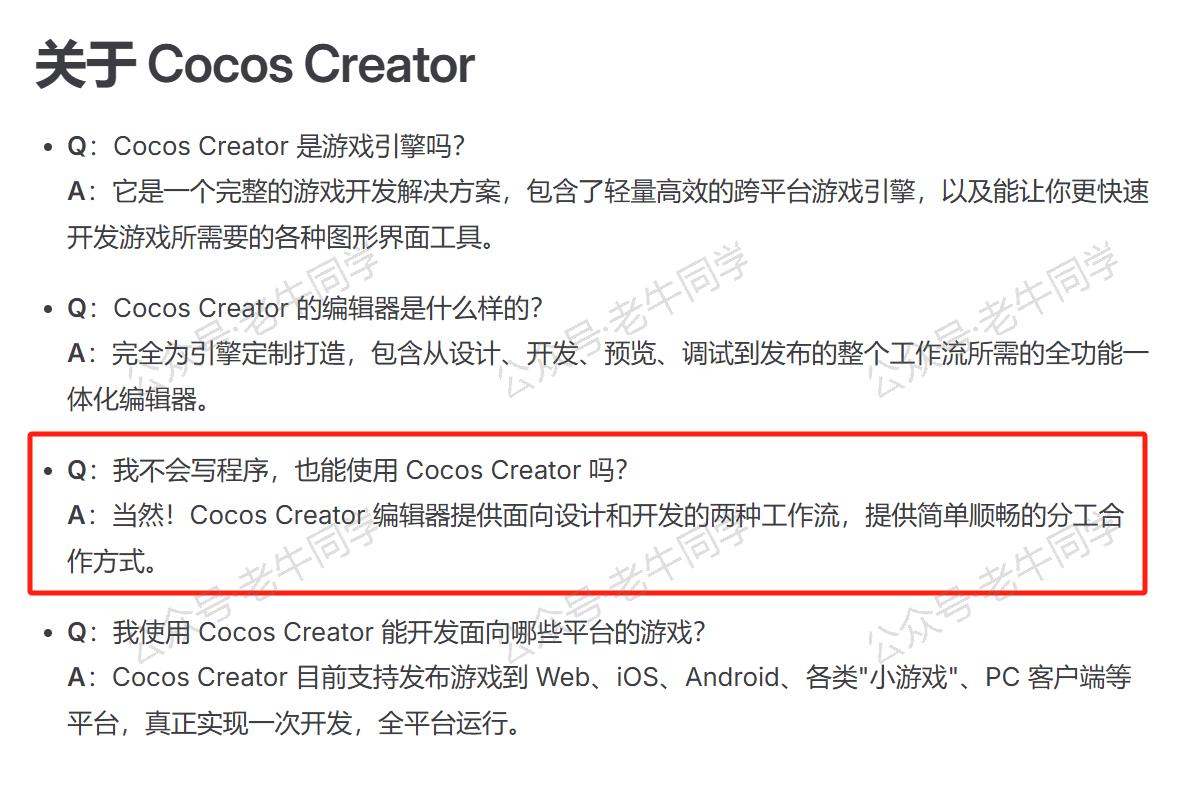 关于 Cocos Creator
Q：Cocos Creator 是游戏引擎吗？
A：它是一个完整的游戏开发解决方案，包含了轻量高效的跨平台游戏引擎，以及能让你更快速
开发游戏所需要的各种图形界面工具。
Q：Cocos Creator 的编辑器是什么样的？
A：完全为引擎定制打造，包含从设计、开发、预览、调试到发布的整个工作流所需的全功能一
体化编辑器。
Q：我不会写程序，也能使用 Cocos Creator 吗？
A：当然！Cocos Creator 编辑器提供面向设计和开发的两种工作流，提供简单顺畅的分工合
作方式。
Q：我使用 Cocos Creator 能开发面向哪些平台的游戏？
A：Cocos Creator 目前支持发布游戏到 Web、iOS、Android、各类"小游戏"、PC 客户端等
平台，真正实现一次开发，全平台运行。
公众号·老牛同学
公众号·老牛同学
公众号·老牛同学
公众号·老牛同学
公众号·老牛同学
公众号·老牛同学